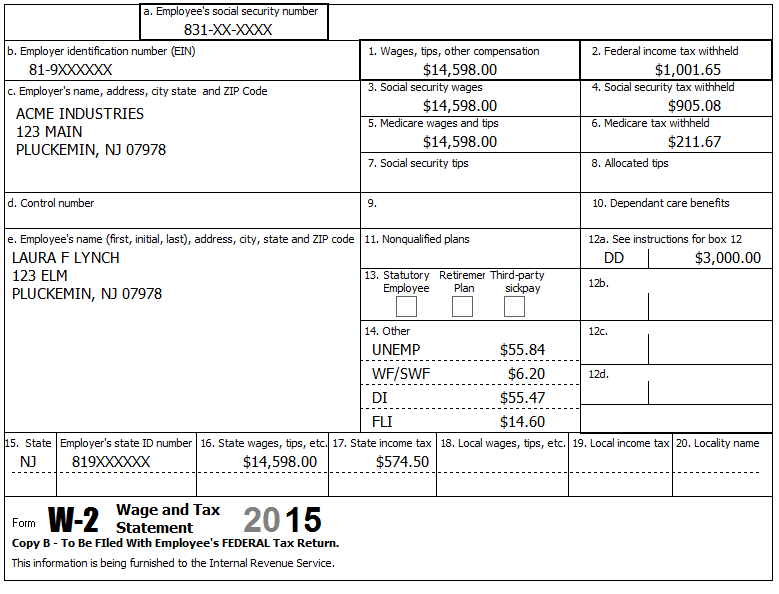 a. Employee's social security number
831-XX-XXXX
b. Employer identification number (EIN)
81-9XXXXXX
1. Wages, tips, other compensation
$14,598.00
2. Federal income tax withheld
$1,001.65
c. Employer's name, address, city state and ZIP Code
ACME INDUSTRIES
123 MAIN
PLUCKEMIN, NJ 07978
3. Social security wages
$14,598.00
4. Social security tax withheld
$905.08
5. Medicare wages and tips
$14,598.00
6. Medicare tax withheld
$211.67
7. Social security tips
8. Allocated tips
d. Control number
9.
10. Dependant care benefits
e. Employee's name (first, initial, last), address, city, state and ZIP code
LAURA F LYNCH
123 ELM
PLUCKEMIN, NJ 07978
11. Nonqualified plans
12a. See instructions for box 12
DD $3,000.00
13. Statutory Employee
Retiremer Plan
Third-party sickpay
12b.
14. Other
UNEMP $55.84
WF/SWF $6.20
DI $55.47
FLI $14.60
12c.
12d.
15. State Employer's state ID number 16. State wages, tips, etc. 17. State income tax 18. Local wages, tips, etc. 19. Local income tax 20. Locality name
NJ 819XXXXXX $14,598.00 $574.50
Form W-2 Wage and Tax Statement 2015
Copy B - To Be FIled With Employee's FEDERAL Tax Return.
This information is being furnished to the Internal Revenue Service.